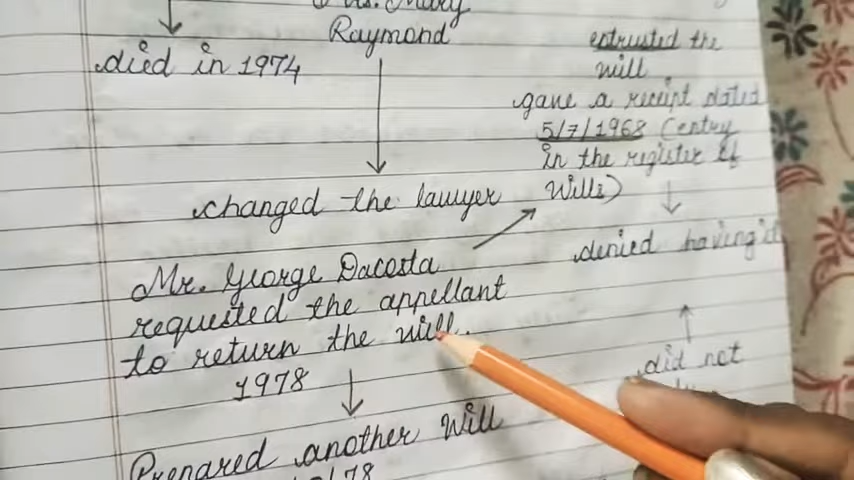 Raymond
died in 1974
entrusted the
will
gave a receipt dated
5/7/1968 (entry
in the register of
Wills)
changed the lawyer
denied having it
Mr. George Dacosta
requested the appellant
to return the will.
1978
did not
Prepared another Will